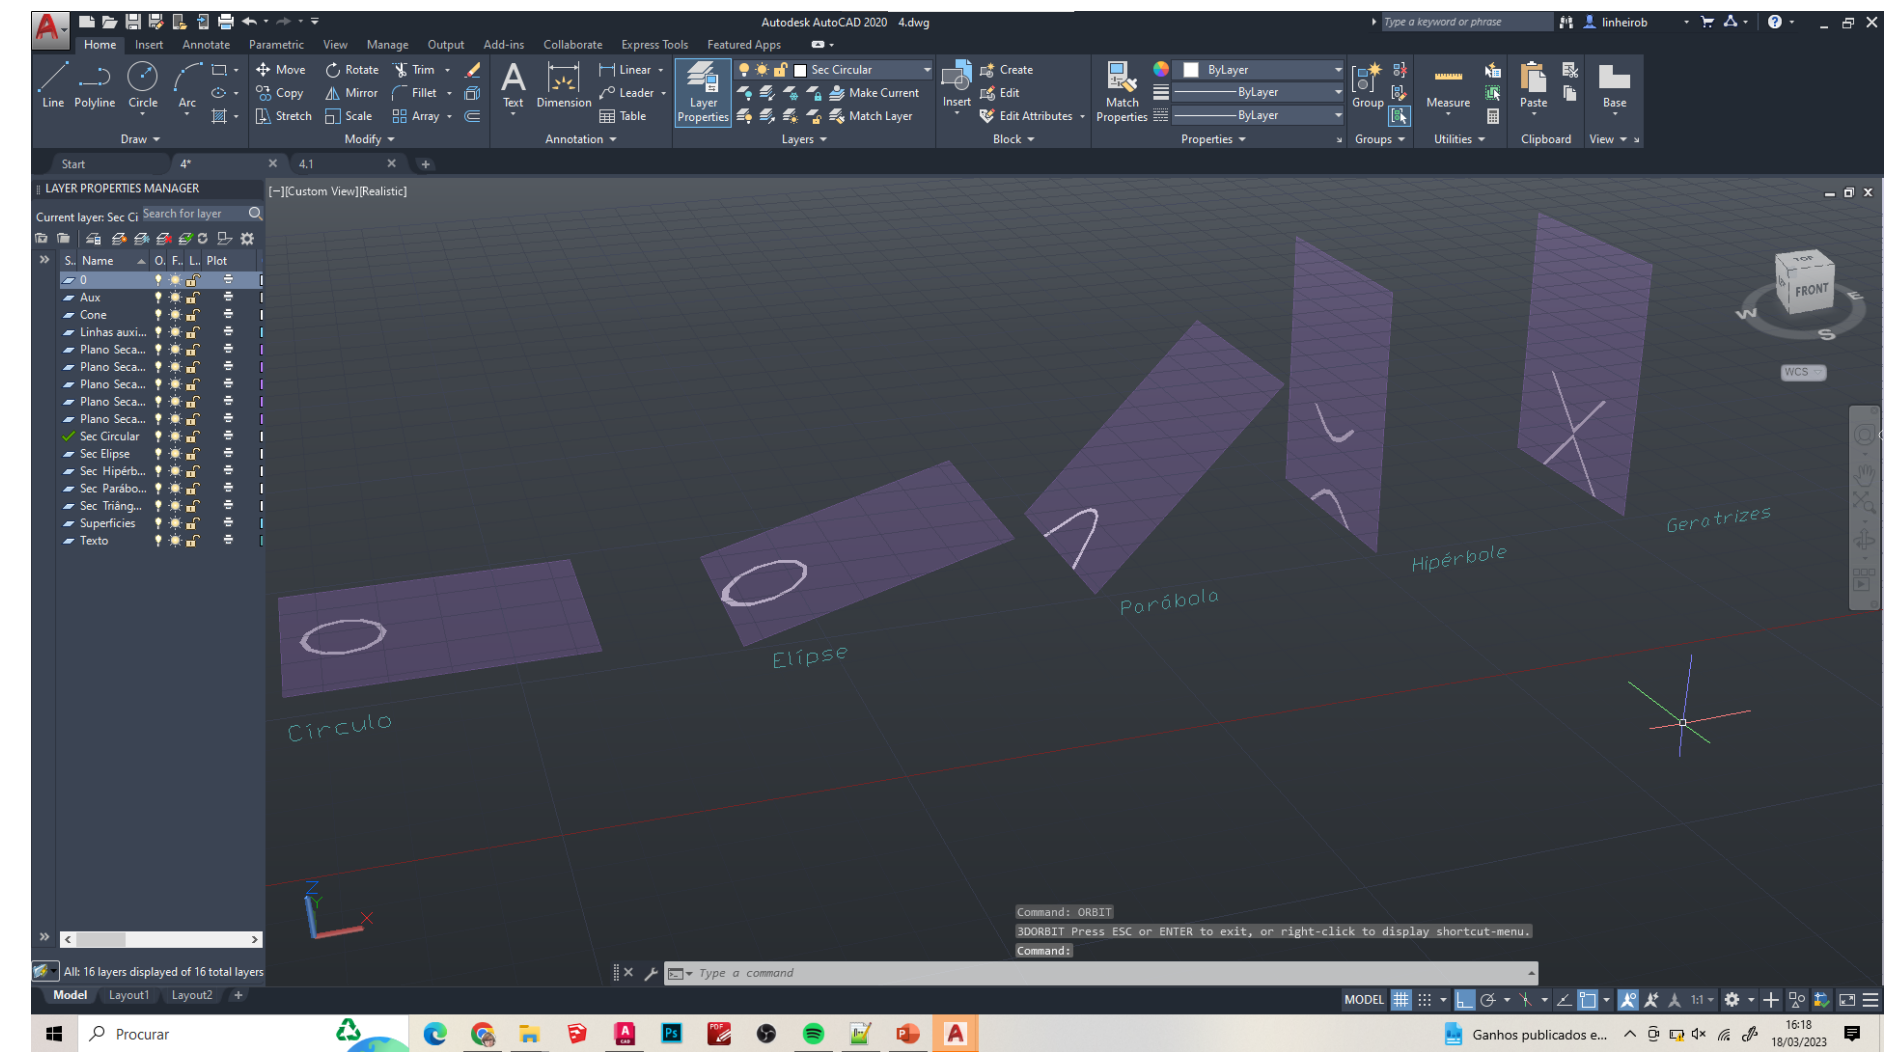 Autodesk AutoCAD 2020 4.dwg
Type a keyword or phrase
linheirob
Home Insert Annotate Parametric View Manage Output Add-ins Collaborate Express Tools Featured Apps
Line Polyline Circle Arc
Move Rotate Trim
Copy Mirror Fillet
Stretch Scale Array
Text Dimension
Linear
Leader
Table
Layer Properties
Sec Circular
Make Current
Match Layer
Insert
Create
Edit
Edit Attributes
Match Properties
ByLayer
ByLayer
ByLayer
Group
Measure
Paste
Base
Draw Modify Annotation Layers Block Properties Groups Utilities Clipboard View
Start 4* 4.1
LAYER PROPERTIES MANAGER
Current layer: Sec Ci Search for layer
S.. Name O. F.. L.. Plot
0
Aux
Cone
Linhas auxi...
Plano Seca...
Plano Seca...
Plano Seca...
Plano Seca...
Plano Seca...
Sec Circular
Sec Elipse
Sec Hipérb...
Sec Parábo...
Sec Triâng...
Superficies
Texto
All: 16 layers displayed of 16 total layers
[−][Custom View][Realistic]
TOP
FRONT
W
S
E
WCS
Geratrizes
Hipérbole
Parábola
Elípse
Círculo
Z
Y
X
Command: ORBIT
3DORBIT Press ESC or ENTER to exit, or right-click to display shortcut-menu.
Command:
Type a command
Model Layout1 Layout2 +
MODEL
1:1
Procurar
Ganhos publicados e...
16:18
18/03/2023